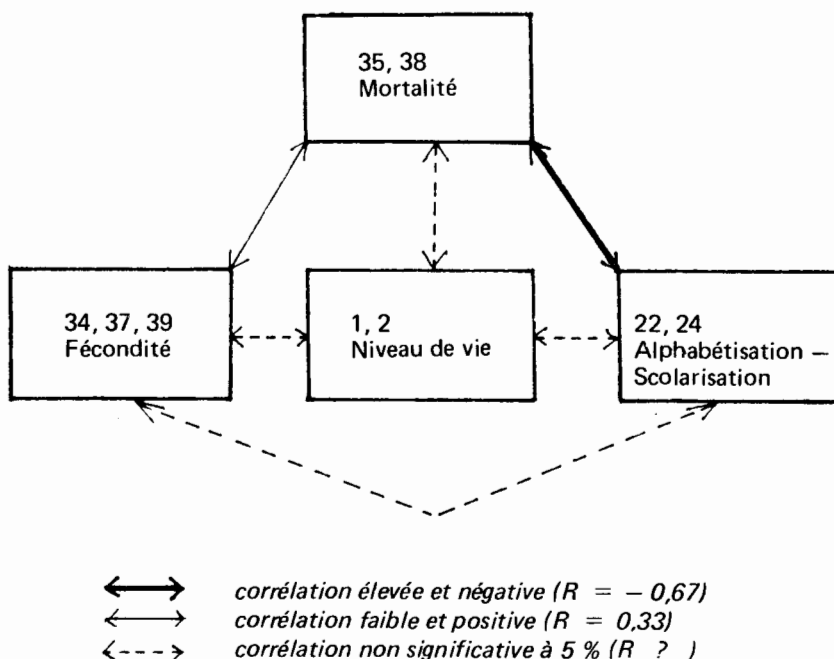 35, 38
Mortalité
34, 37, 39
Fécondité
1, 2
Niveau de vie
22, 24
Alphabétisation –
Scolarisation
corrélation élevée et négative (R = – 0,67)
corrélation faible et positive (R = 0,33)
corrélation non significative à 5 % (R ? )